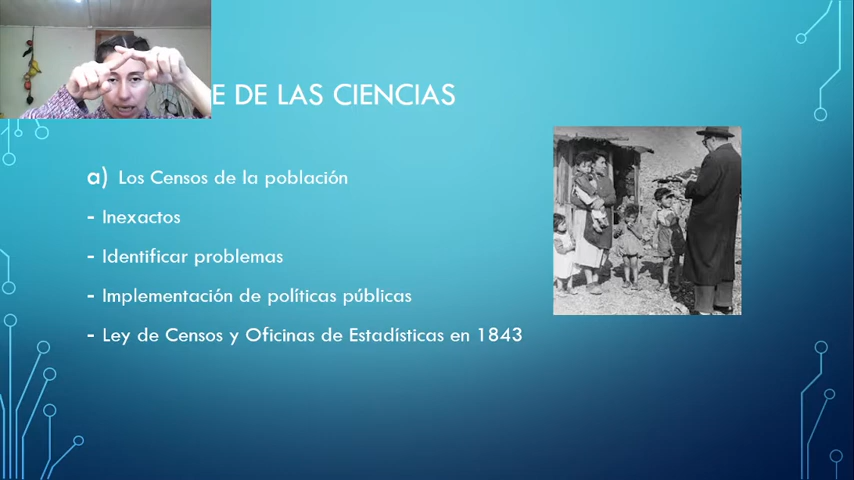 E DE LAS CIENCIAS
a) Los Censos de la población
- Inexactos
- Identificar problemas
- Implementación de políticas públicas
- Ley de Censos y Oficinas de Estadísticas en 1843